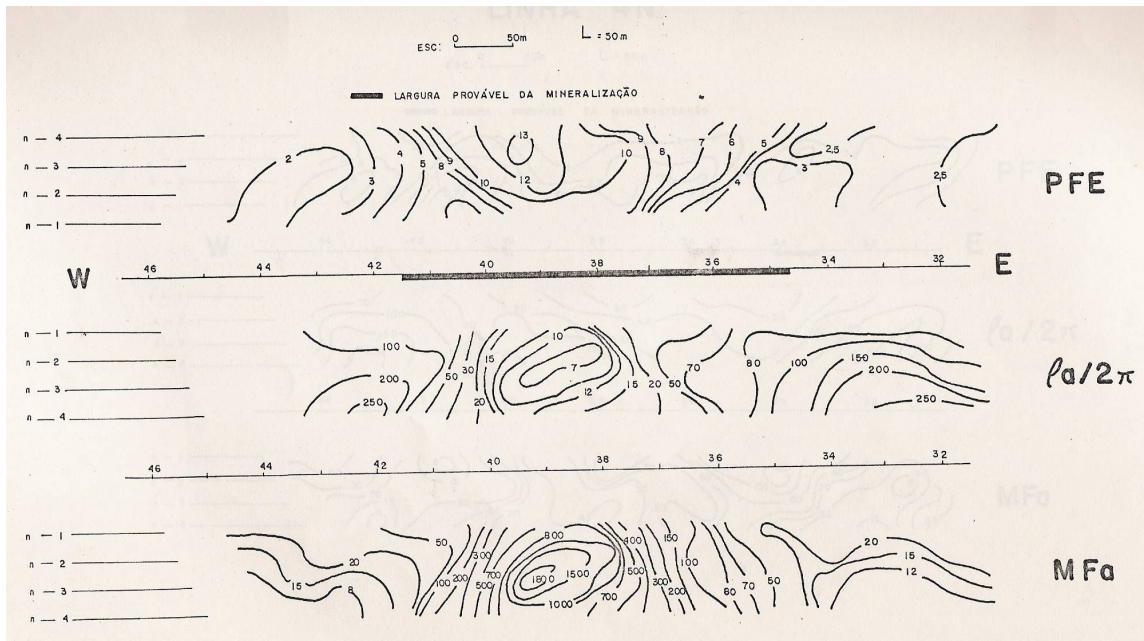 LINHA 4N
ESC: 0 50m L = 50m
LARGURA PROVÁVEL DA MINERALIZAÇÃO
n — 4
n — 3
n — 2
n — 1
2 3 4 5 8 9 10 12 13 10 9 8 7 6 5 4 3 2,5 2,5
PFE
W 46 44 42 40 38 36 34 32 E
n — 1
n — 2
n — 3
n — 4
100 200 250 50 30 20 15 10 7 12 15 20 50 70 80 100 150 200 250
ρa/2π
46 44 42 40 38 36 34 32
n — 1
n — 2
n — 3
n — 4
15 20 8 50 100 200 300 500 700 800 1800 1500 1000 700 500 400 300 200 150 100 80 70 50 20 15 12
MFa